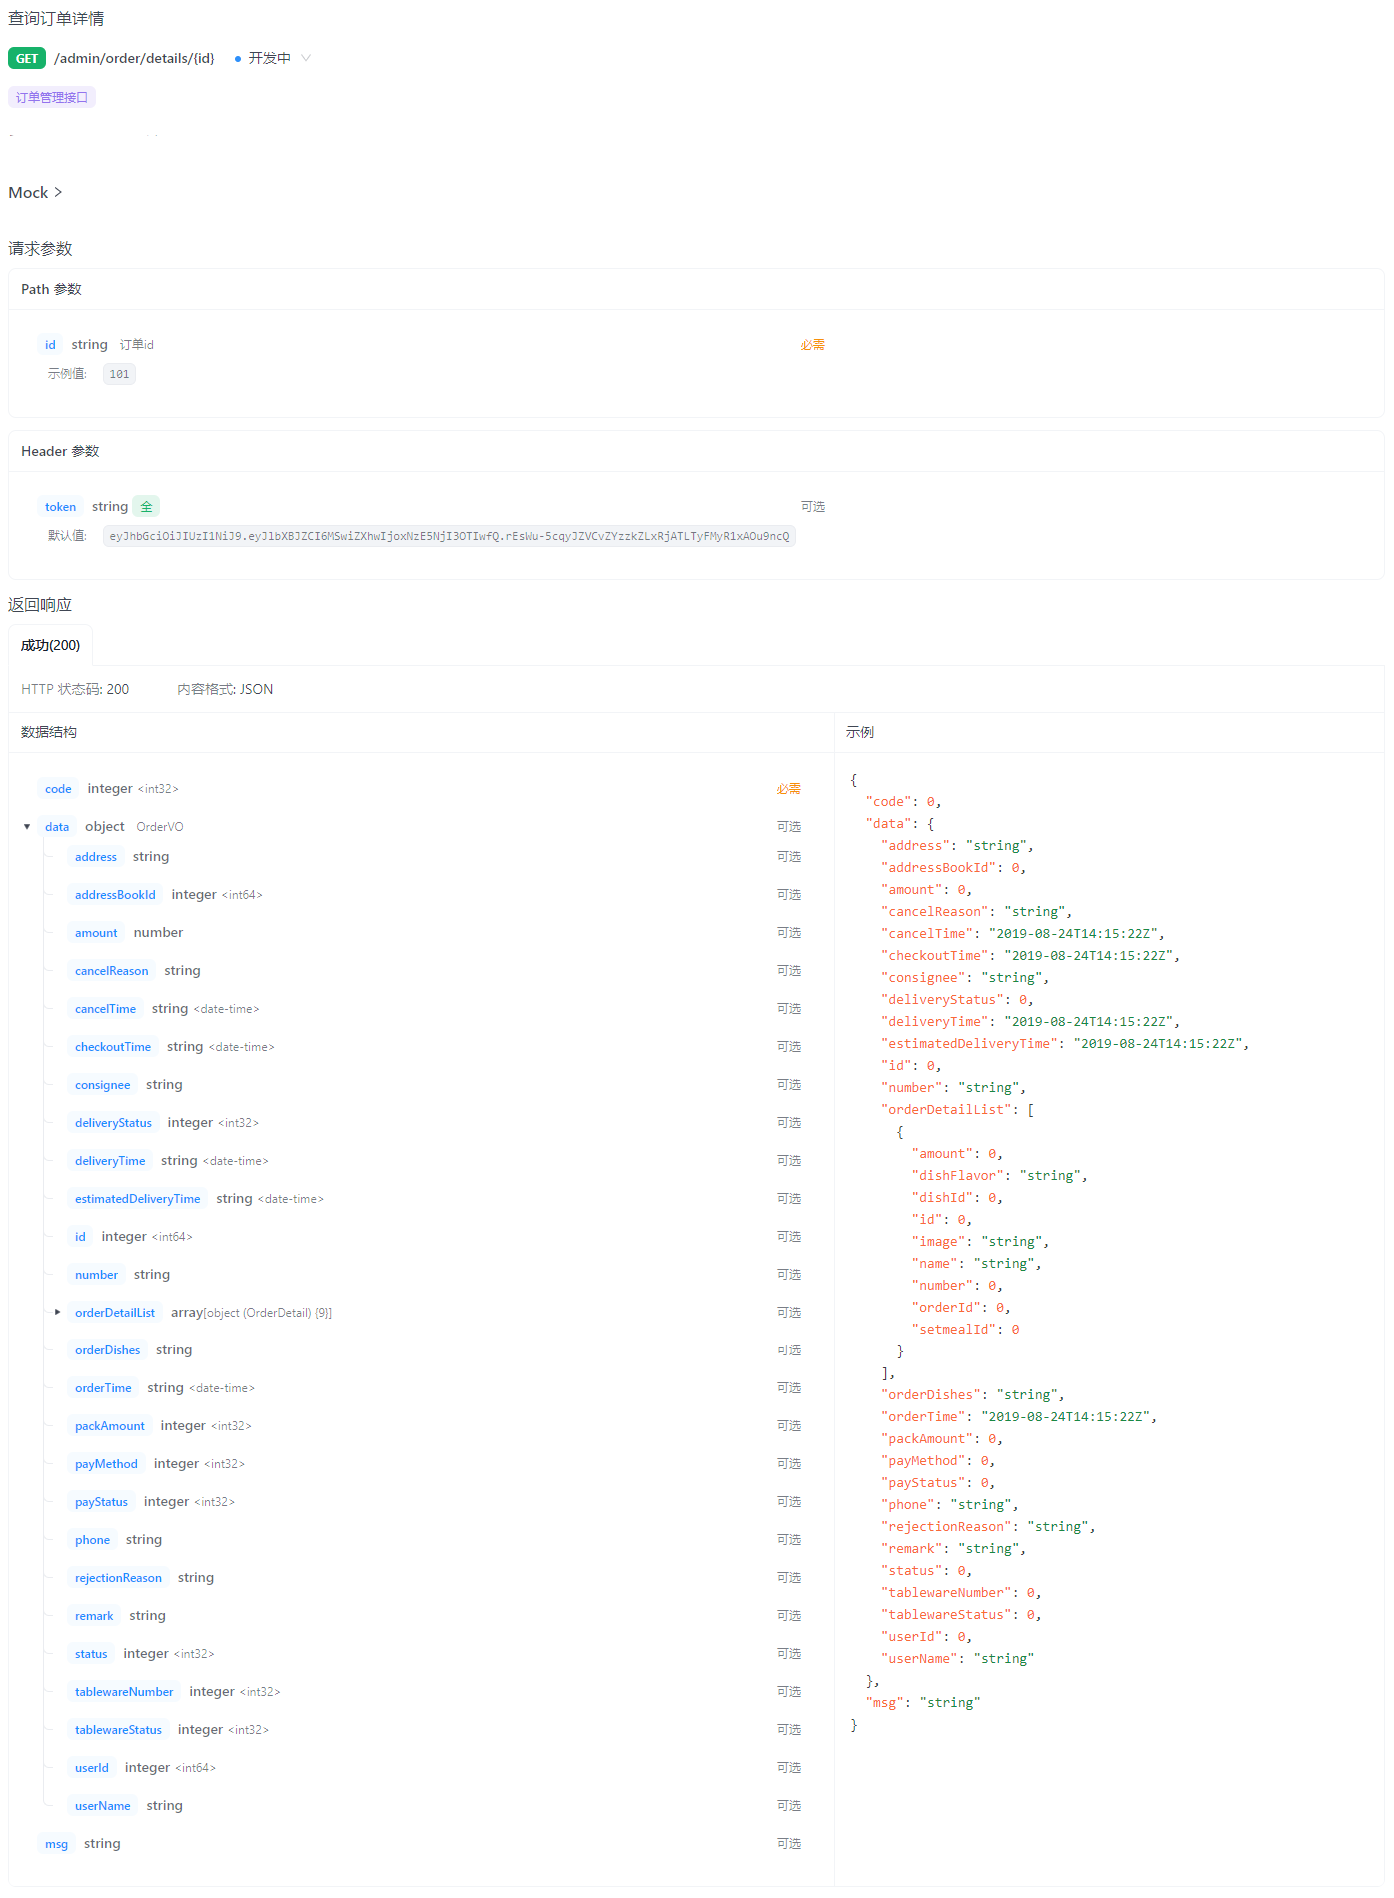 查询订单详情
GET /admin/order/details/{id} 开发中
订单管理接口
Mock >
请求参数
Path 参数
id string 订单id 必需
示例值: 101
Header 参数
token string 全 可选
默认值: eyJhbGciOiJIUzI1NiJ9.eyJlbXBJZCI6MSwiZXhwIjoxNzE5NjI3OTIwfQ.rEsWu-5cqyJZVCvZYzzkZLxRjATLTyFMyR1xAOu9ncQ
返回响应
成功(200)
HTTP 状态码: 200 内容格式: JSON
数据结构
code integer <int32> 必需
data object OrderVO 可选
address string 可选
addressBookId integer <int64> 可选
amount number 可选
cancelReason string 可选
cancelTime string <date-time> 可选
checkoutTime string <date-time> 可选
consignee string 可选
deliveryStatus integer <int32> 可选
deliveryTime string <date-time> 可选
estimatedDeliveryTime string <date-time> 可选
id integer <int64> 可选
number string 可选
orderDetailList array[object (OrderDetail) {9}] 可选
orderDishes string 可选
orderTime string <date-time> 可选
packAmount integer <int32> 可选
payMethod integer <int32> 可选
payStatus integer <int32> 可选
phone string 可选
rejectionReason string 可选
remark string 可选
status integer <int32> 可选
tablewareNumber integer <int32> 可选
tablewareStatus integer <int32> 可选
userId integer <int64> 可选
userName string 可选
msg string 可选
示例
{
"code": 0,
"data": {
"address": "string",
"addressBookId": 0,
"amount": 0,
"cancelReason": "string",
"cancelTime": "2019-08-24T14:15:22Z",
"checkoutTime": "2019-08-24T14:15:22Z",
"consignee": "string",
"deliveryStatus": 0,
"deliveryTime": "2019-08-24T14:15:22Z",
"estimatedDeliveryTime": "2019-08-24T14:15:22Z",
"id": 0,
"number": "string",
"orderDetailList": [
{
"amount": 0,
"dishFlavor": "string",
"dishId": 0,
"id": 0,
"image": "string",
"name": "string",
"number": 0,
"orderId": 0,
"setmealId": 0
}
],
"orderDishes": "string",
"orderTime": "2019-08-24T14:15:22Z",
"packAmount": 0,
"payMethod": 0,
"payStatus": 0,
"phone": "string",
"rejectionReason": "string",
"remark": "string",
"status": 0,
"tablewareNumber": 0,
"tablewareStatus": 0,
"userId": 0,
"userName": "string"
},
"msg": "string"
}